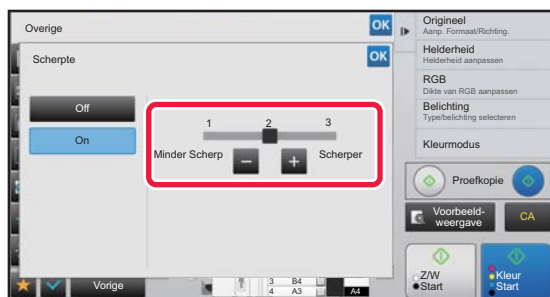 Overige
OK
Scherpte
OK
Off
On
1 2 3
Minder Scherp
Scherper
Vorige
3 B4
4 A3
A4
Origineel
Aanp. Formaat/Richting.
Helderheid
Helderheid aanpassen
RGB
Dikte van RGB aanpassen
Belichting
Type/belichting selecteren
Kleurmodus
Proefkopie
Voorbeeld-
weergave
CA
Z/W
Start
Kleur
Start